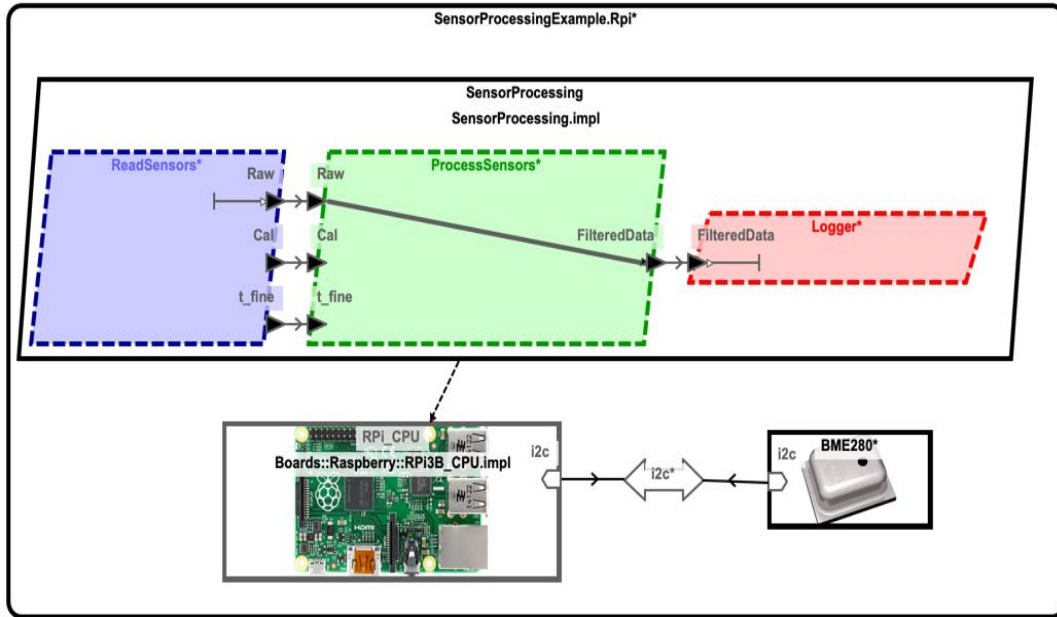 SensorProcessingExample.Rpi*
SensorProcessing
SensorProcessing.impl
ReadSensors*
ProcessSensors*
Raw
Raw
Logger*
Cal
Cal
FilteredData
FilteredData
t_fine
t_fine
RPi_CPU
Boards::Raspberry::RPi3B_CPU.impl
i2c
i2c*
i2c
BME280*
HDMI